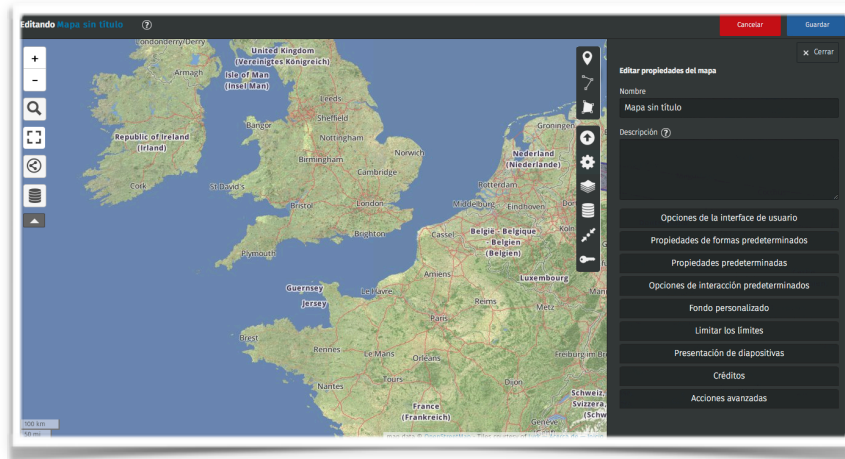 Editando Mapa sin título
Cancelar
Guardar
Cerrar
Editar propiedades del mapa
Nombre
Mapa sin título
Descripción
Opciones de la interface de usuario
Propiedades de formas predeterminados
Propiedades predeterminadas
Opciones de interacción predeterminados
Fondo personalizado
Limitar los límites
Presentación de diapositivas
Créditos
Acciones avanzadas
Londonderry/Derry
United Kingdom
(Vereinigtes Königreich)
Armagh
Isle of Man
(Insel Man)
Leeds
Sheffield
Bangor
Republic of Ireland
(Irland)
Nottingham
Groningen
Norwich
Nederland
(Niederlande)
Birmingham
Cambridge
Cork
St David's
Rotterdam
Bristol
London
Middelburg
Eindhoven
Brighton
Cassel
België - Belgique
- Belgien
(Belgien)
Köln
Plymouth
Amiens
Luxembourg
Guernsey
Le Havre
Jersey
Reims
Metz
Paris
Brest
Rennes
Le Mans
Orléans
Freiburg im Br
Nantes
Tours
Dijon
Schweiz,
Svizzera,
(Schw
France
(Frankreich)
Genève
100 km
50 mi